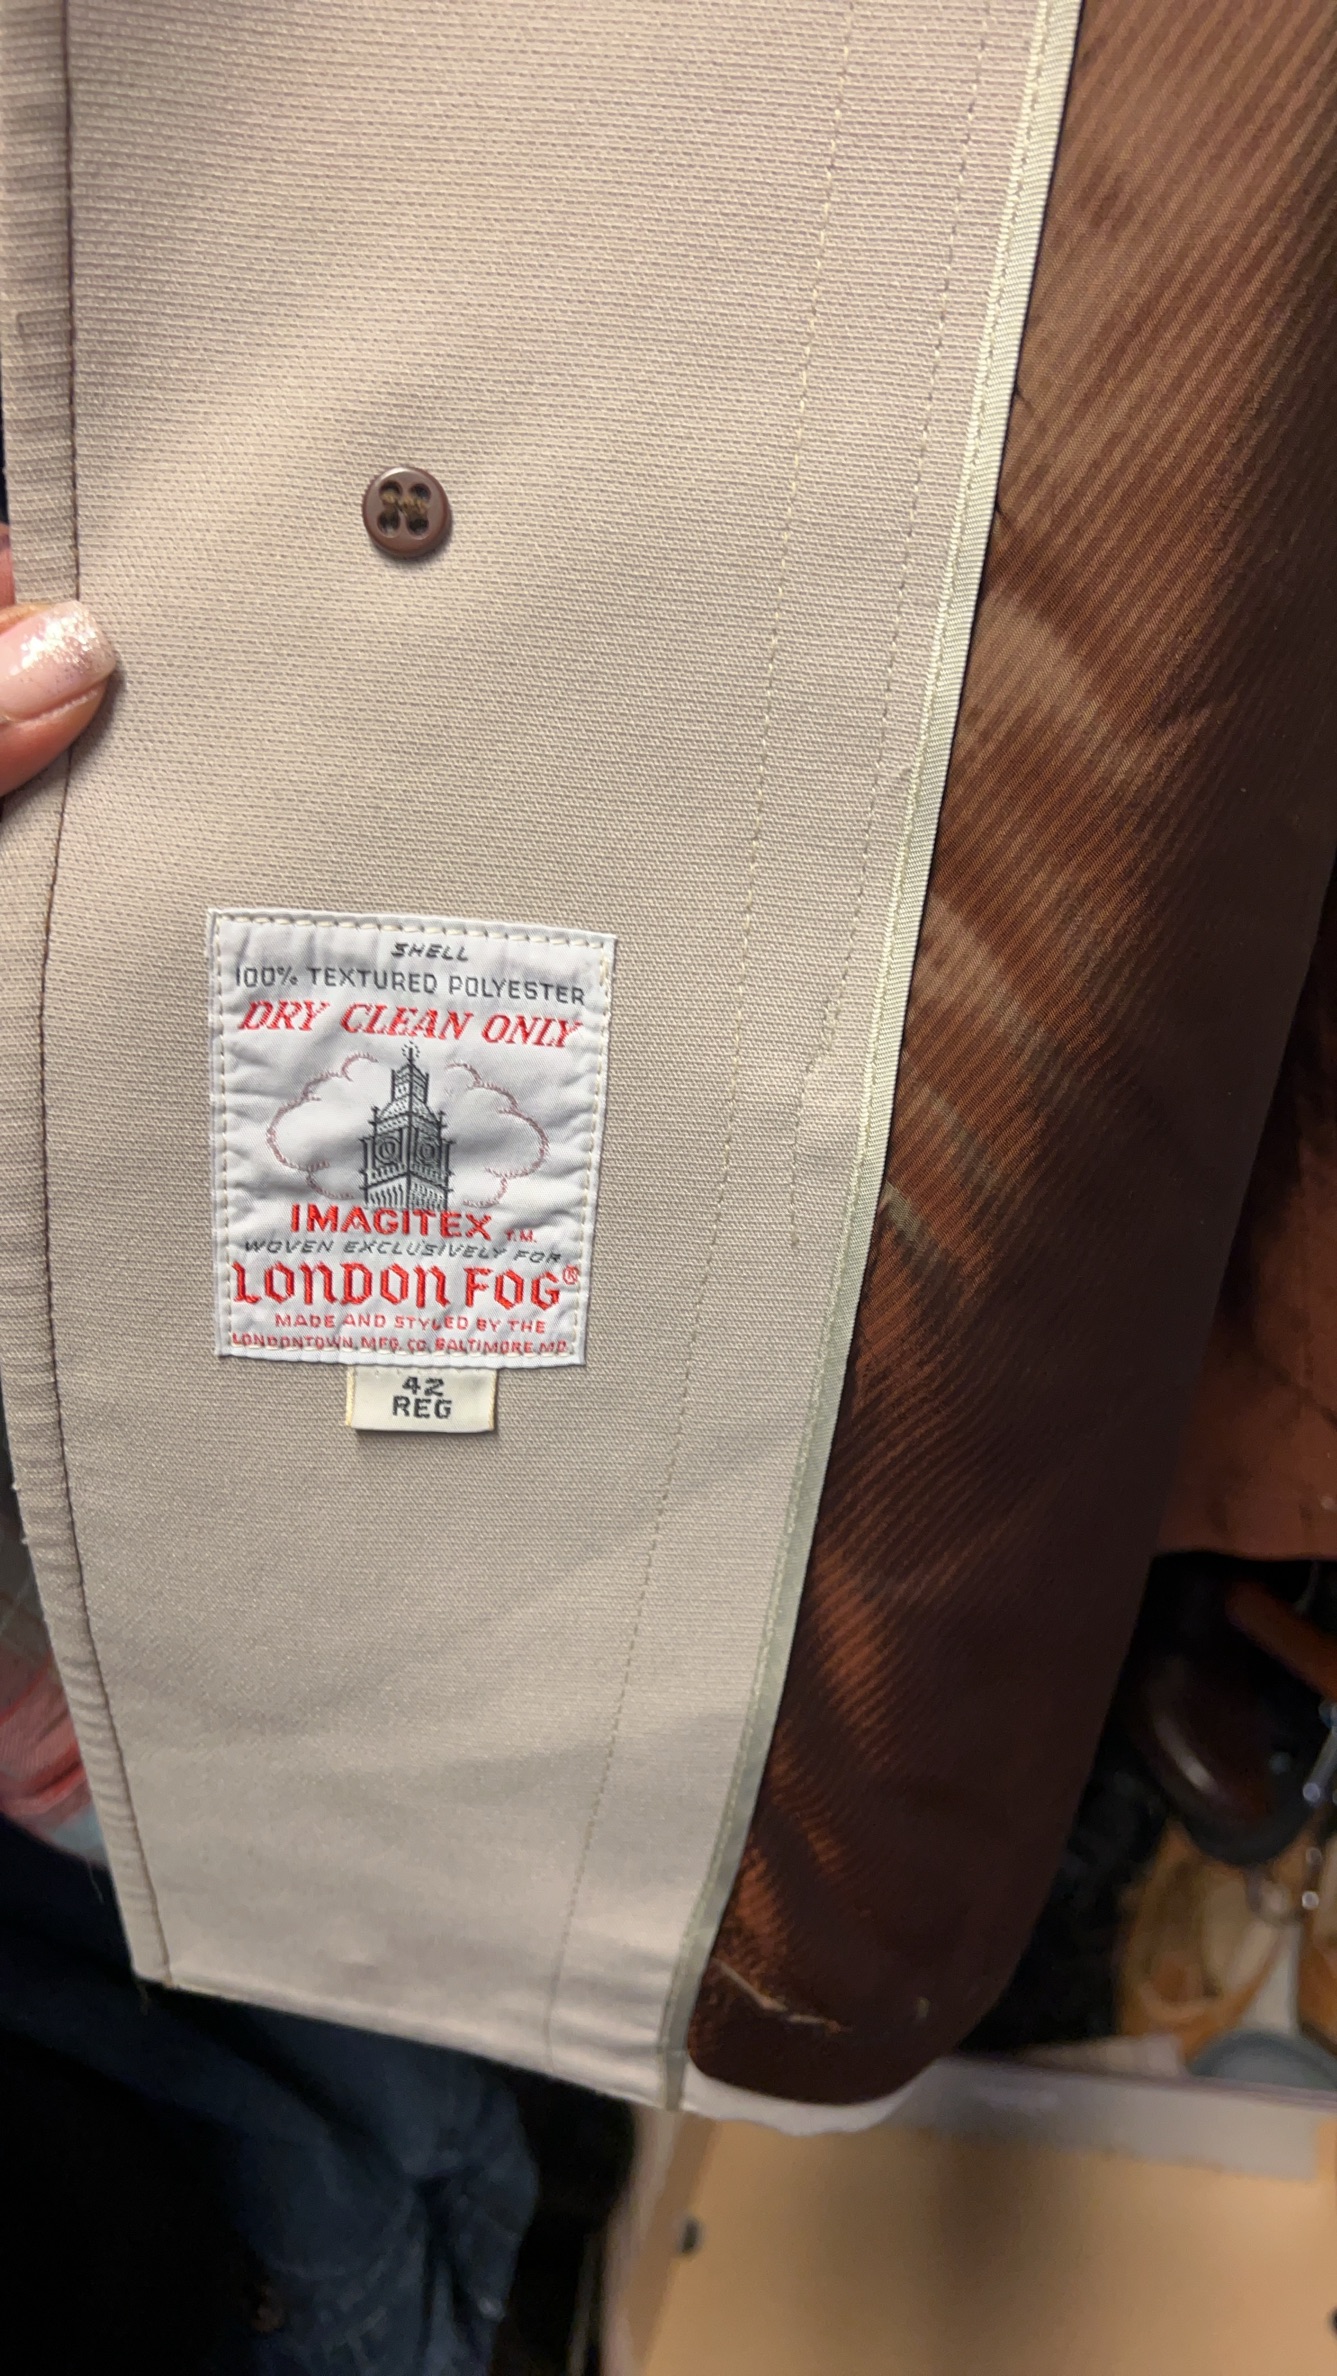 SHELL
100% TEXTURED POLYESTER
DRY CLEAN ONLY
IMAGITEX T.M.
WOVEN EXCLUSIVELY FOR
LONDON FOG®
MADE AND STYLED BY THE
LONDONTOWN MFG. CO. BALTIMORE, MD.
42
REG